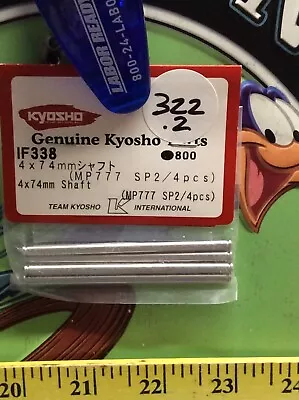 LABOR READY
800-24-LABO
KYOSHO
322
.2
Genuine Kyosho
IF338
●800
4×74mmシャフト
(MP777 SP2/4pcs)
4x74mm Shaft
(MP777 SP2/4pcs)
TEAM KYOSHO
INTERNATIONAL
20 21 22 23 24